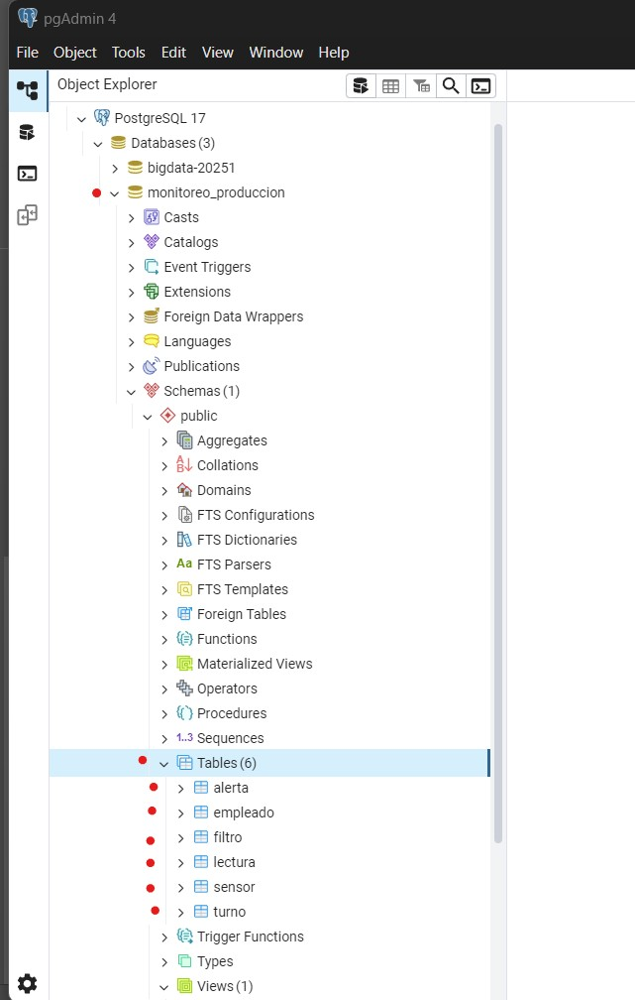 pgAdmin 4
File Object Tools Edit View Window Help
Object Explorer
PostgreSQL 17
Databases (3)
bigdata-20251
monitoreo_produccion
Casts
Catalogs
Event Triggers
Extensions
Foreign Data Wrappers
Languages
Publications
Schemas (1)
public
Aggregates
Collations
Domains
FTS Configurations
FTS Dictionaries
Aa FTS Parsers
FTS Templates
Foreign Tables
Functions
Materialized Views
Operators
Procedures
1..3 Sequences
Tables (6)
alerta
empleado
filtro
lectura
sensor
turno
Trigger Functions
Types
Views (1)